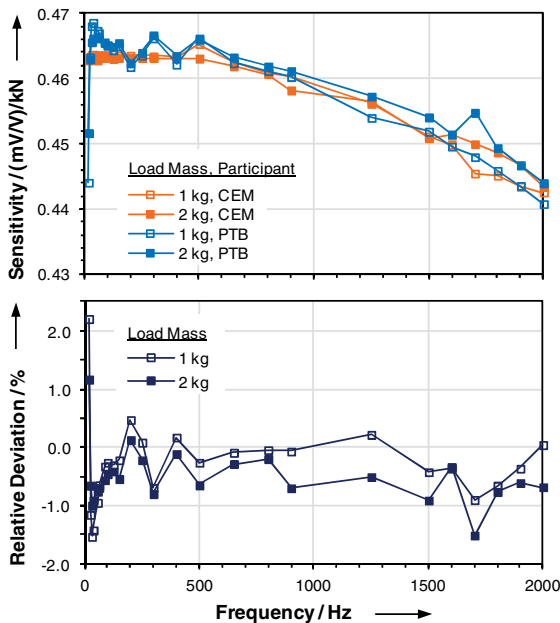 0.47
0.46
0.45
0.44
0.43
Sensitivity / (mV/V)/kN
Load Mass, Participant
1 kg, CEM
2 kg, CEM
1 kg, PTB
2 kg, PTB
2.0
1.0
0.0
-1.0
-2.0
Relative Deviation / %
Load Mass
1 kg
2 kg
0
500
1000
1500
2000
Frequency / Hz